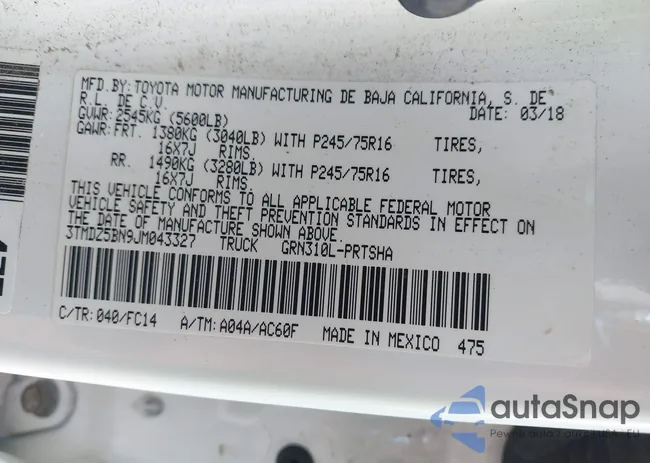 MFD.BY: TOYOTA MOTOR MANUFACTURING DE BAJA CALIFORNIA, S. DE
R.L. DE C.V. DATE: 03/18
GVWR: 2545KG (5600LB)
GAWR: FRT. 1380KG (3040LB) WITH P245/75R16 TIRES,
16X7J RIMS.
RR. 1490KG (3280LB) WITH P245/75R16 TIRES,
16X7J RIMS.
THIS VEHICLE CONFORMS TO ALL APPLICABLE FEDERAL MOTOR
VEHICLE SAFETY AND THEFT PREVENTION STANDARDS IN EFFECT ON
THE DATE OF MANUFACTURE SHOWN ABOVE.
3TMDZ5BN9JM043327 TRUCK GRN310L-PRTSHA
C/TR: 040/FC14 A/TM: A04A/AC60F MADE IN MEXICO 475
autoSnap